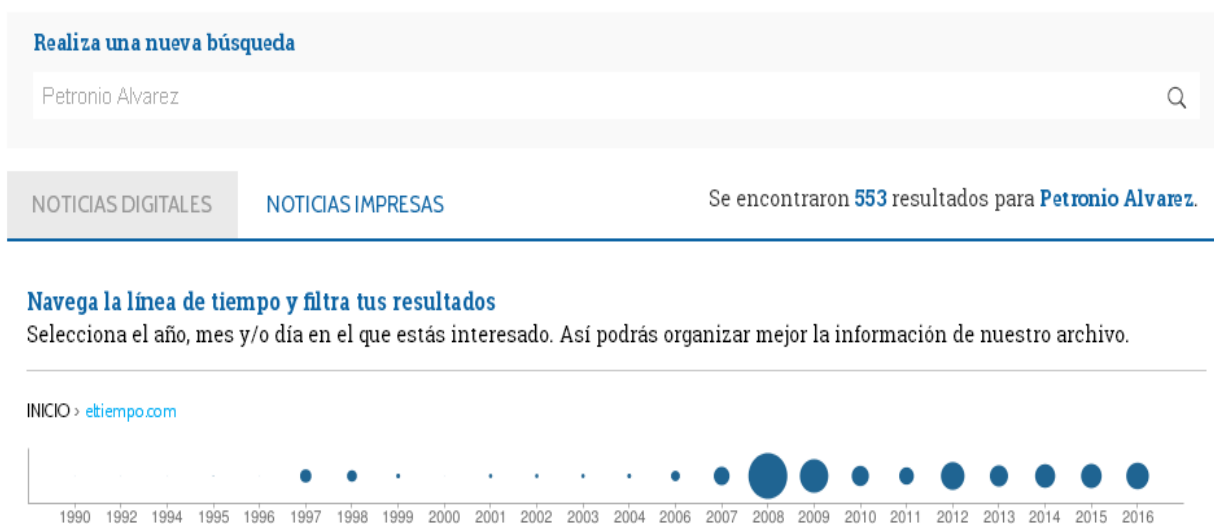 Realiza una nueva búsqueda
Petronio Alvarez
NOTICIAS DIGITALES NOTICIAS IMPRESAS Se encontraron 553 resultados para Petronio Alvarez.
Navega la línea de tiempo y filtra tus resultados
Selecciona el año, mes y/o día en el que estás interesado. Así podrás organizar mejor la información de nuestro archivo.
INICIO › eltiempo.com
1990 1992 1994 1995 1996 1997 1998 1999 2000 2001 2002 2003 2004 2006 2007 2008 2009 2010 2011 2012 2013 2014 2015 2016